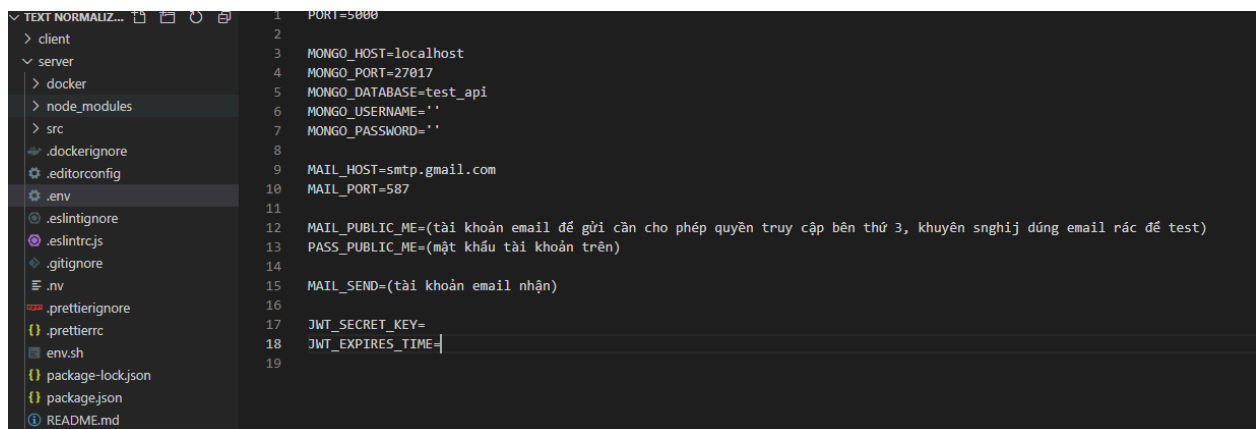 TEXT NORMALIZ...
client
server
docker
node_modules
src
.dockerignore
.editorconfig
.env
.eslintignore
.eslintrc.js
.gitignore
.nv
.prettierignore
.prettierrc
env.sh
package-lock.json
package.json
README.md
1 PORT=5000
2
3 MONGO_HOST=localhost
4 MONGO_PORT=27017
5 MONGO_DATABASE=test_api
6 MONGO_USERNAME=''
7 MONGO_PASSWORD=''
8
9 MAIL_HOST=smtp.gmail.com
10 MAIL_PORT=587
11
12 MAIL_PUBLIC_ME=(tài khoản email để gửi cần cho phép quyền truy cập bên thứ 3, khuyên snghij dúng email rác để test)
13 PASS_PUBLIC_ME=(mật khẩu tài khoản trên)
14
15 MAIL_SEND=(tài khoản email nhận)
16
17 JWT_SECRET_KEY=
18 JWT_EXPIRES_TIME=
19